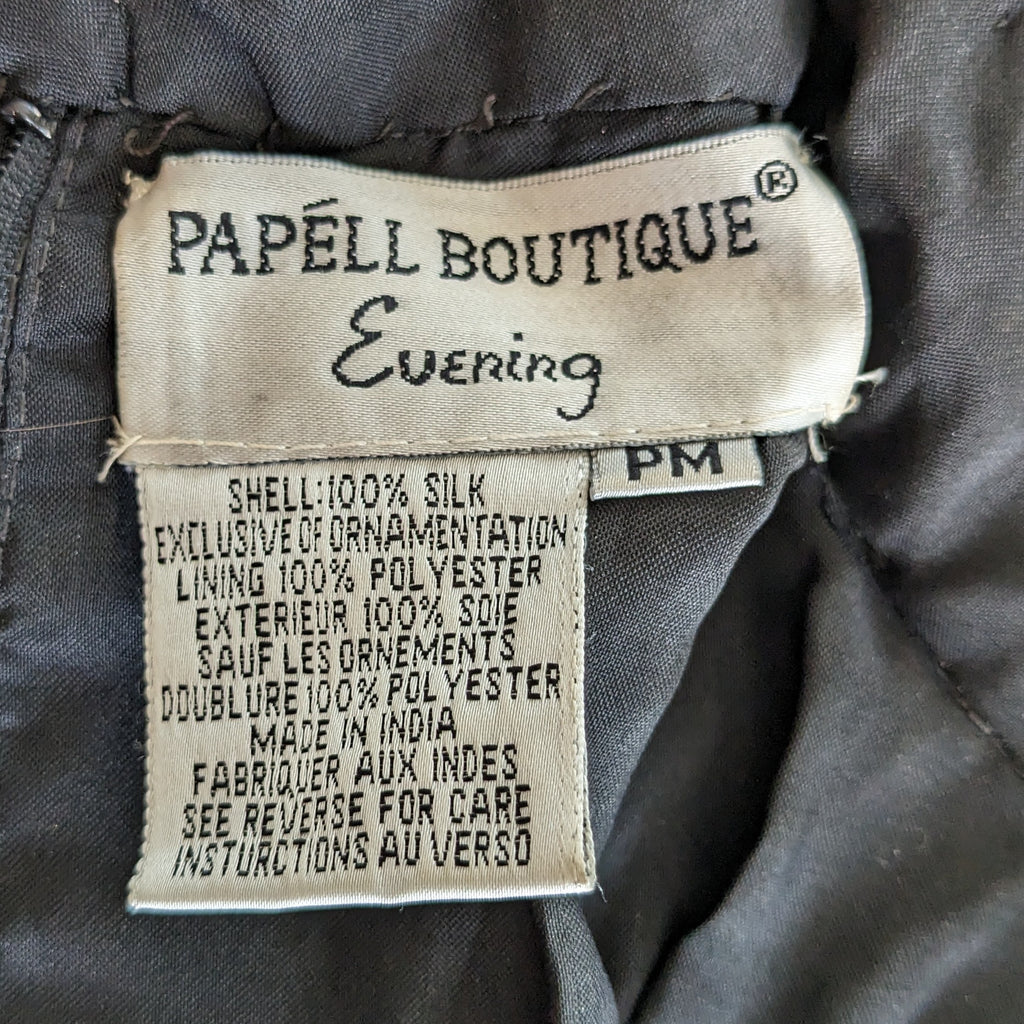 PAPÉLL BOUTIQUE®
Evening
PM
SHELL:100% SILK
EXCLUSIVE OF ORNAMENTATION
LINING 100% POLYESTER
EXTERIEUR 100% SOIE
SAUF LES ORNEMENTS
DOUBLURE 100% POLYESTER
MADE IN INDIA
FABRIQUER AUX INDES
SEE REVERSE FOR CARE
INSTURCTIONS AU VERSO